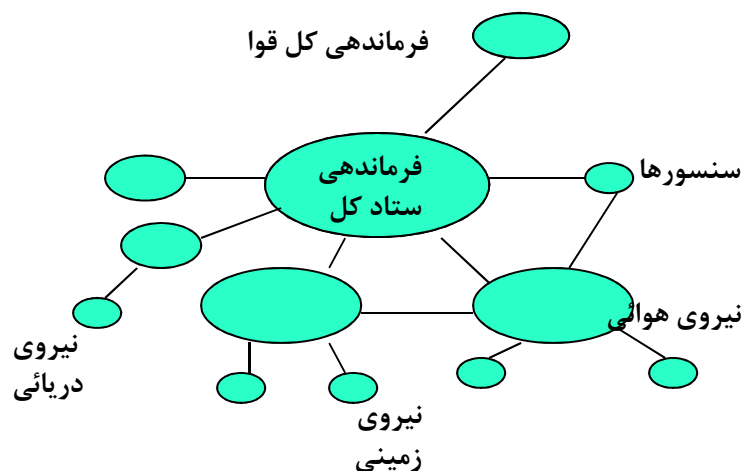 فرماندهی کل قوا
فرماندهی
ستاد کل
سنسورها
نیروی هوائی
نیروی
دریائی
نیروی
زمینی